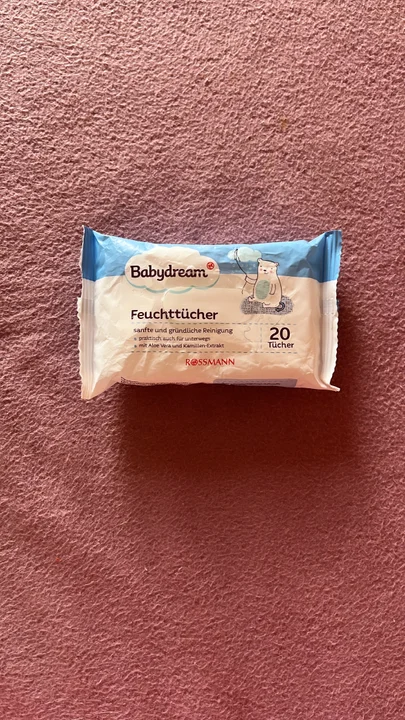 Babydream
Feuchttücher
sanfte und gründliche Reinigung
praktisch auch für unterwegs
mit Aloe Vera und Kamillen-Extrakt
20
Tücher
ROSSMANN